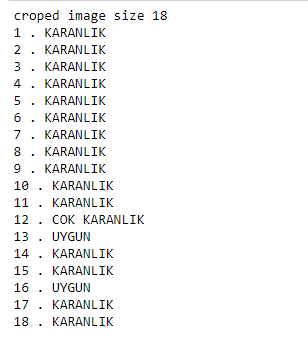 croped image size 18
1 . KARANLIK
2 . KARANLIK
3 . KARANLIK
4 . KARANLIK
5 . KARANLIK
6 . KARANLIK
7 . KARANLIK
8 . KARANLIK
9 . KARANLIK
10 . KARANLIK
11 . KARANLIK
12 . COK KARANLIK
13 . UYGUN
14 . KARANLIK
15 . KARANLIK
16 . UYGUN
17 . KARANLIK
18 . KARANLIK